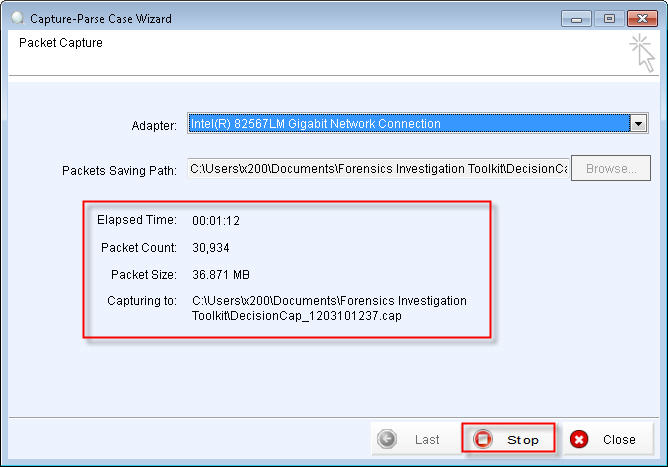 Capture-Parse Case Wizard
Packet Capture
Adapter: Intel(R) 82567LM Gigabit Network Connection
Packets Saving Path: C:\Users\x200\Documents\Forensics Investigation Toolkit\DecisionCa Browse...
Elapsed Time: 00:01:12
Packet Count: 30,934
Packet Size: 36.871 MB
Capturing to: C:\Users\x200\Documents\Forensics Investigation
Toolkit\DecisionCap_1203101237.cap
Last Stop Close